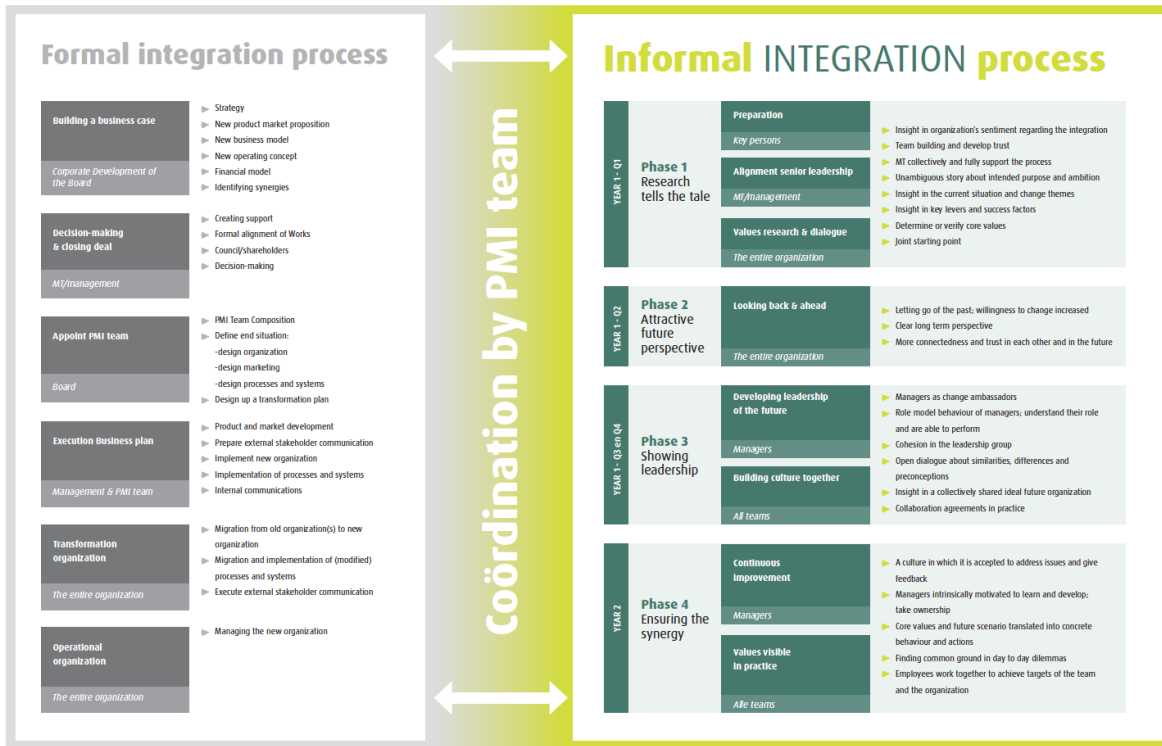 Formal integration process
Building a business case
Corporate Development of
the Board
Strategy
New product market proposition
New business model
New operating concept
Financial model
Identifying synergies
Decision-making
& closing deal
MT/management
Creating support
Formal alignment of Works
Council/shareholders
Decision-making
Appoint PMI team
Board
PMI Team Composition
Define end situation:
-design organization
-design marketing
-design processes and systems
Design up a transformation plan
Execution Business plan
Management & PMI team
Product and market development
Prepare external stakeholder communication
Implement new organization
Implementation of processes and systems
Internal communications
Transformation
organization
The entire organization
Migration from old organization(s) to new
organization
Migration and implementation of (modified)
processes and systems
Execute external stakeholder communication
Operational
organization
The entire organization
Managing the new organization
Coördination by PMI team
Informal INTEGRATION process
YEAR 1 - Q1
Phase 1
Research
tells the tale
Preparation
Key persons
Alignment senior leadership
MT/management
Values research & dialogue
The entire organization
Insight in organization's sentiment regarding the integration
Team building and develop trust
MT collectively and fully support the process
Unambiguous story about intended purpose and ambition
Insight in the current situation and change themes
Insight in key levers and success factors
Determine or verify core values
Joint starting point
YEAR 1 - Q2
Phase 2
Attractive
future
perspective
Looking back & ahead
The entire organization
Letting go of the past; willingness to change increased
Clear long term perspective
More connectedness and trust in each other and in the future
YEAR 1 - Q3 en Q4
Phase 3
Showing
leadership
Developing leadership
of the future
Managers
Building culture together
All teams
Managers as change ambassadors
Role model behaviour of managers; understand their role
and are able to perform
Cohesion in the leadership group
Open dialogue about similarities, differences and
preconceptions
Insight in a collectively shared ideal future organization
Collaboration agreements in practice
YEAR 2
Phase 4
Ensuring the
synergy
Continuous
improvement
Managers
Values visible
in practice
Alle teams
A culture in which it is accepted to address issues and give
feedback
Managers intrinsically motivated to learn and develop;
take ownership
Core values and future scenario translated into concrete
behaviour and actions
Finding common ground in day to day dilemmas
Employees work together to achieve targets of the team
and the organization